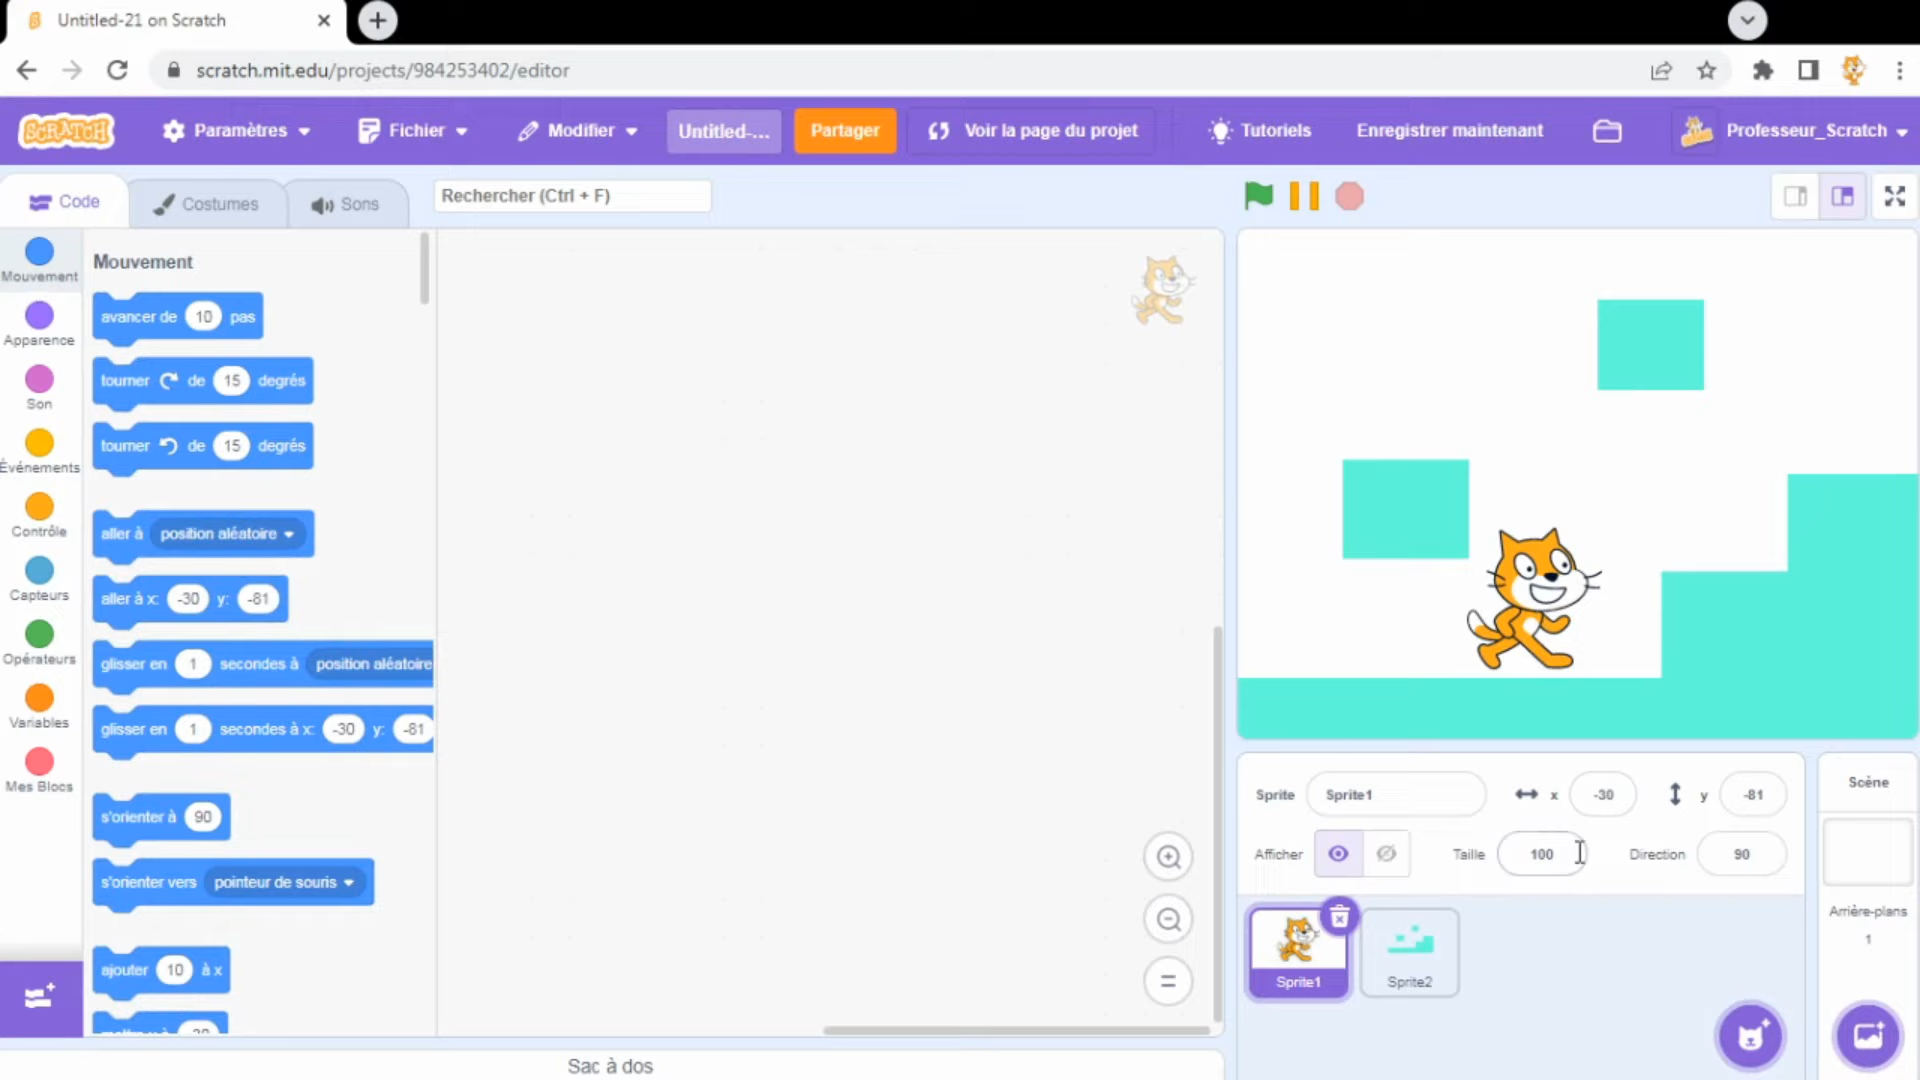 Untitled-21 on Scratch
scratch.mit.edu/projects/984253402/editor
SCRATCH Paramètres Fichier Modifier Untitled-... Partager Voir la page du projet Tutoriels Enregistrer maintenant Professeur_Scratch
Code Costumes Sons Rechercher (Ctrl + F)
Mouvement
Apparence
Son
Événements
Contrôle
Capteurs
Opérateurs
Variables
Mes Blocs
Mouvement
avancer de 10 pas
tourner de 15 degrés
tourner de 15 degrés
aller à position aléatoire
aller à x: -30 y: -81
glisser en 1 secondes à position aléatoire
glisser en 1 secondes à x: -30 y: -81
s'orienter à 90
s'orienter vers pointeur de souris
ajouter 10 à x
Sac à dos
Sprite Sprite1 x -30 y -81
Afficher Taille 100 Direction 90
Sprite1
Sprite2
Scène
Arrière-plans
1